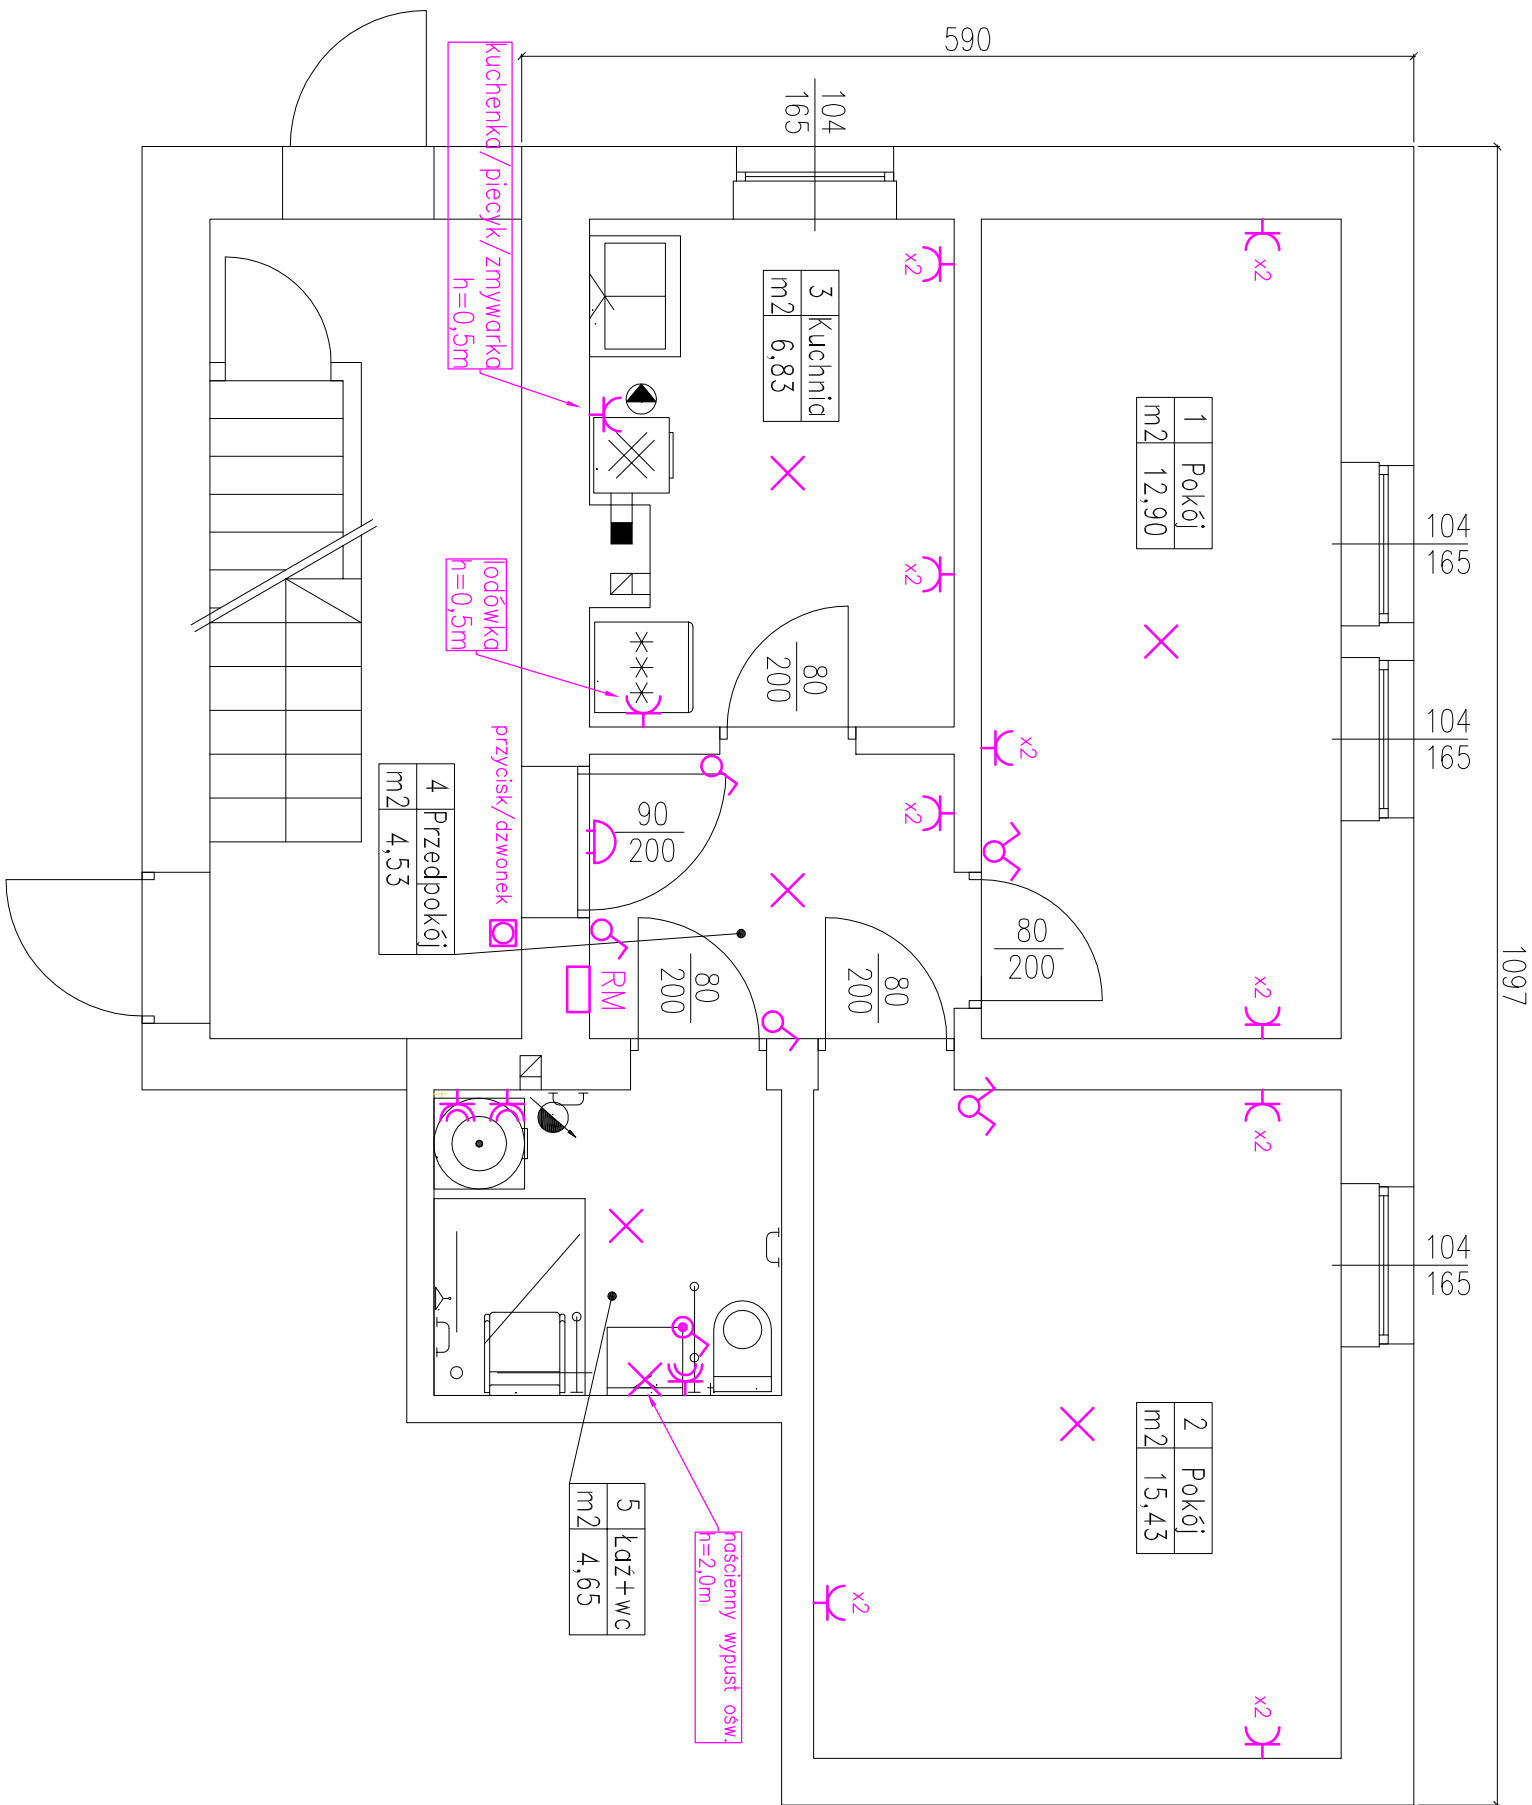 590
1097
104
165
kuchenka/piecyk/zmywarka
h=0,5m
3 Kuchnia
m2 6,83
x2
x2
x2
1 Pokój
m2 12,90
104
165
104
165
lodówka
h=0,5m
80
200
x2
przycisk/dzwonek
4 Przedpokój
m2 4,53
90
200
x2
80
200
x2
RM
80
200
80
200
x2
104
165
2 Pokój
m2 15,43
5 Łaź+wc
m2 4,65
naścienny wypust ośw.
h=2,0m
x2
x2